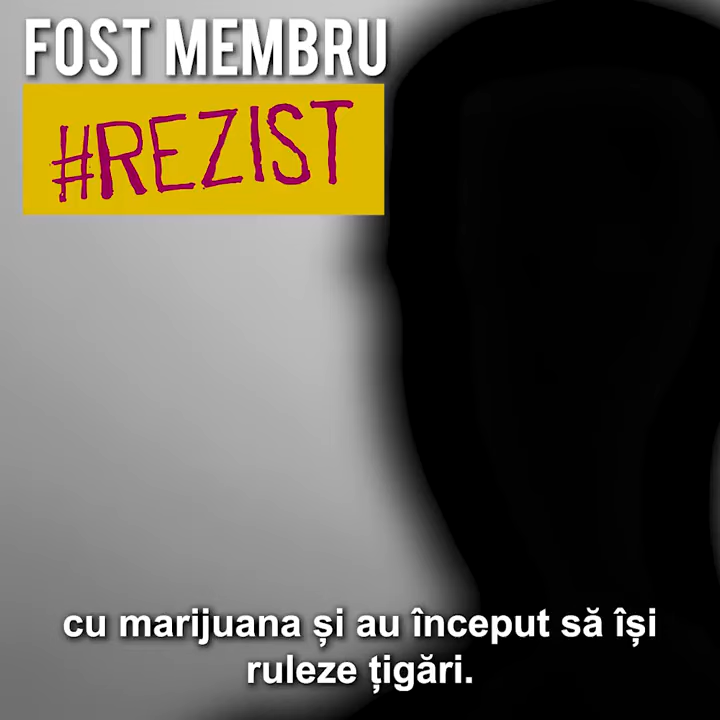 FOST MEMBRU
#REZIST
cu marijuana și au început să își
ruleze țigări.